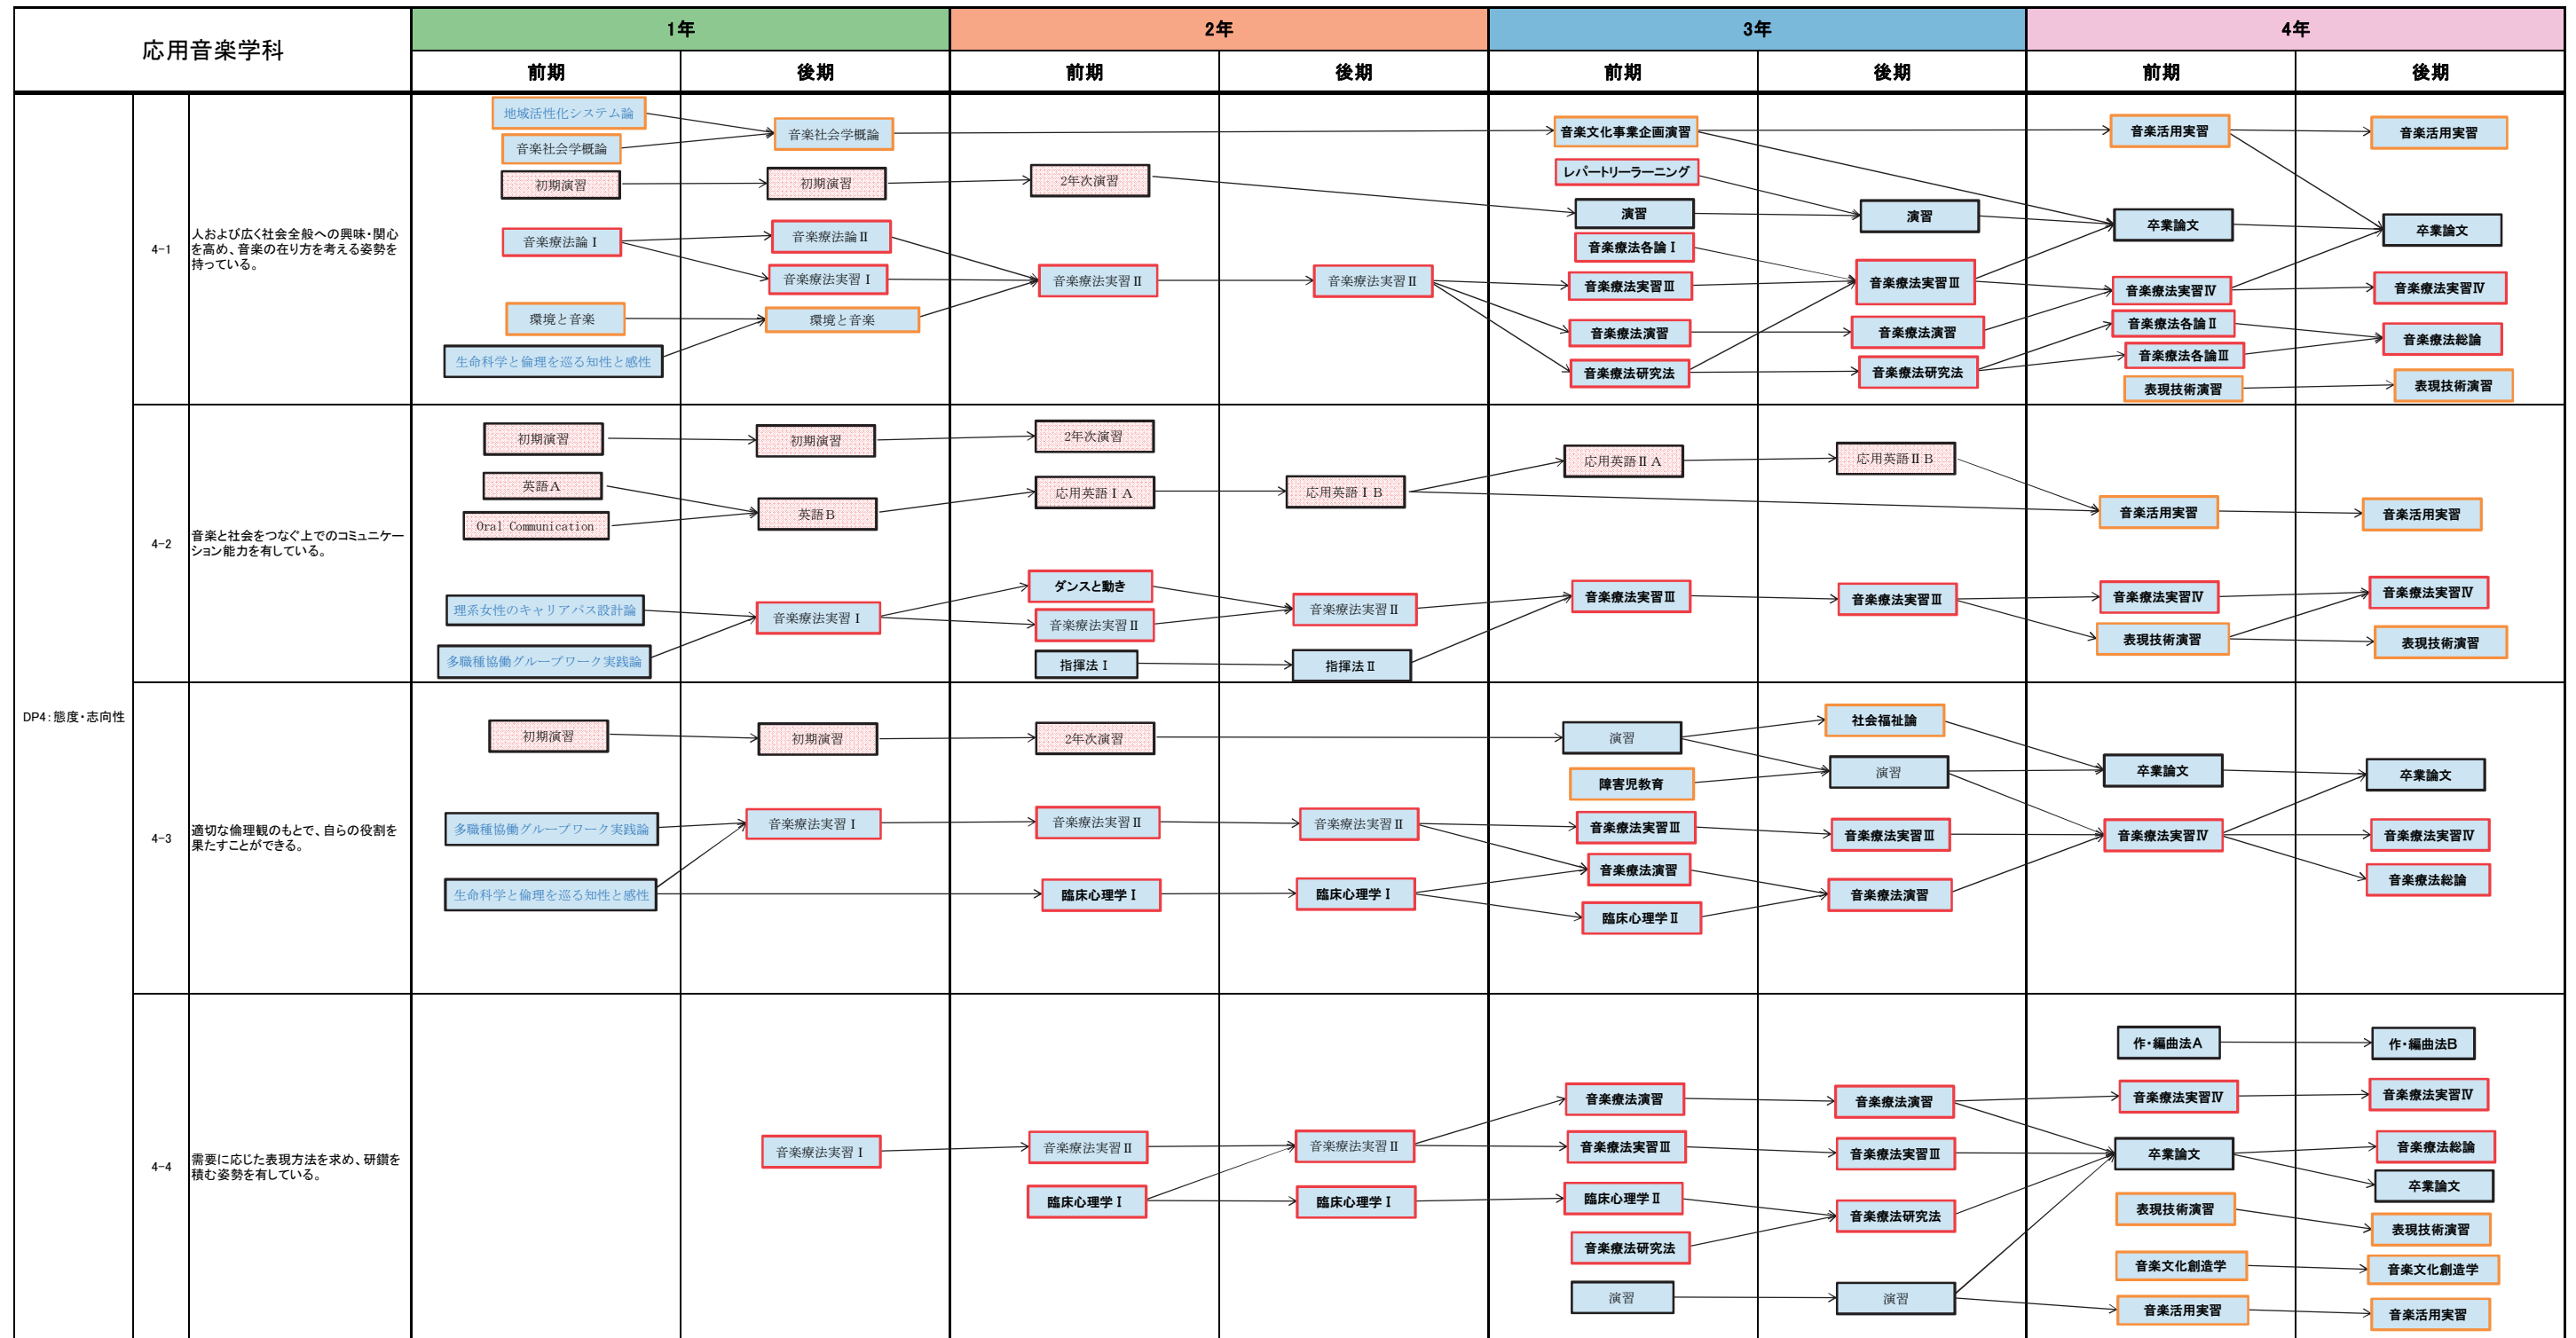 応用音楽学科
1年
2年
3年
4年
前期
後期
前期
後期
前期
後期
前期
後期
DP4:態度・志向性
4-1
人および広く社会全般への興味・関心
を高め、音楽の在り方を考える姿勢を
持っている。
地域活性化システム論
音楽社会学概論
初期演習
音楽療法論Ⅰ
環境と音楽
生命科学と倫理を巡る知性と感性
音楽社会学概論
初期演習
音楽療法論Ⅱ
音楽療法実習Ⅰ
環境と音楽
2年次演習
音楽療法実習Ⅱ
音楽療法実習Ⅱ
音楽文化事業企画演習
レパートリーラーニング
演習
音楽療法各論Ⅰ
音楽療法実習Ⅲ
音楽療法演習
音楽療法研究法
演習
音楽療法実習Ⅲ
音楽療法演習
音楽療法研究法
音楽活用実習
卒業論文
音楽療法実習Ⅳ
音楽療法各論Ⅱ
音楽療法各論Ⅲ
表現技術演習
音楽活用実習
卒業論文
音楽療法実習Ⅳ
音楽療法総論
表現技術演習
4-2
音楽と社会をつなぐ上でのコミュニケー
ション能力を有している。
初期演習
英語A
Oral Communication
理系女性のキャリアパス設計論
多職種協働グループワーク実践論
初期演習
英語B
音楽療法実習Ⅰ
2年次演習
応用英語ⅠA
ダンスと動き
音楽療法実習Ⅱ
指揮法Ⅰ
応用英語ⅠB
音楽療法実習Ⅱ
指揮法Ⅱ
応用英語ⅡA
音楽療法実習Ⅲ
応用英語ⅡB
音楽療法実習Ⅲ
音楽活用実習
音楽療法実習Ⅳ
表現技術演習
音楽活用実習
音楽療法実習Ⅳ
表現技術演習
4-3
適切な倫理観のもとで、自らの役割を
果たすことができる。
初期演習
多職種協働グループワーク実践論
生命科学と倫理を巡る知性と感性
初期演習
音楽療法実習Ⅰ
2年次演習
音楽療法実習Ⅱ
臨床心理学Ⅰ
音楽療法実習Ⅱ
臨床心理学Ⅰ
演習
障害児教育
音楽療法実習Ⅲ
音楽療法演習
臨床心理学Ⅱ
社会福祉論
演習
音楽療法実習Ⅲ
音楽療法演習
卒業論文
音楽療法実習Ⅳ
卒業論文
音楽療法実習Ⅳ
音楽療法総論
4-4
需要に応じた表現方法を求め、研鑽を
積む姿勢を有している。
音楽療法実習Ⅰ
音楽療法実習Ⅱ
臨床心理学Ⅰ
音楽療法実習Ⅱ
臨床心理学Ⅰ
音楽療法演習
音楽療法実習Ⅲ
臨床心理学Ⅱ
音楽療法研究法
演習
音楽療法演習
音楽療法実習Ⅲ
音楽療法研究法
演習
作・編曲法A
音楽療法実習Ⅳ
卒業論文
表現技術演習
音楽文化創造学
音楽活用実習
作・編曲法B
音楽療法実習Ⅳ
音楽療法総論
卒業論文
表現技術演習
音楽文化創造学
音楽活用実習